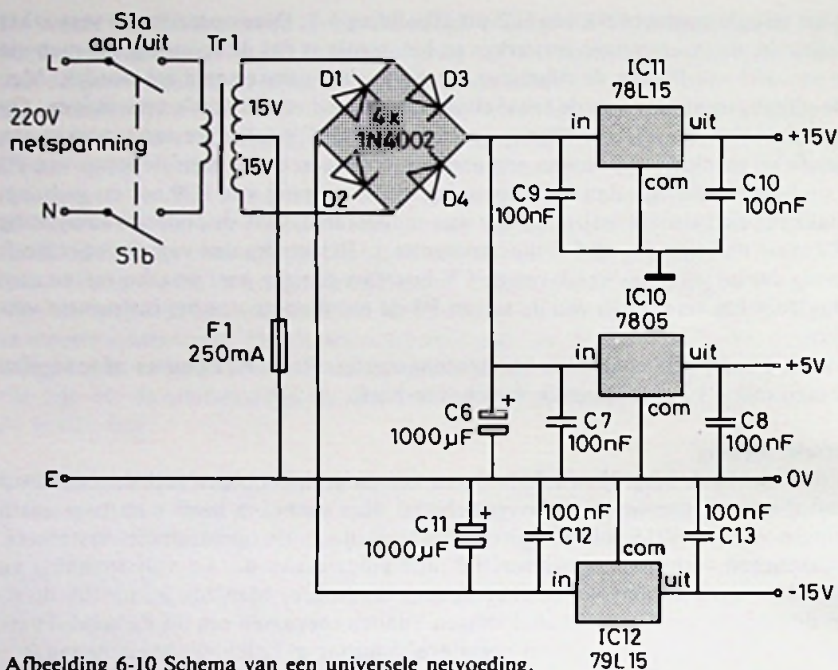 S1a
aan/uit
Tr1
L
220V
netspanning
N
S1b
15V
15V
D1
D3
4x
1N4002
D2
D4
F1
250mA
E
IC11
78L15
in
uit
com
+15V
C9
100nF
C10
100nF
IC10
7805
in
uit
com
+5V
C6
+
1000µF
C7
100nF
C8
100nF
0V
C11
+
1000µF
100nF
C12
100nF
C13
com
in
uit
-15V
IC12
79L15
Afbeelding 6-10 Schema van een universele netvoeding.